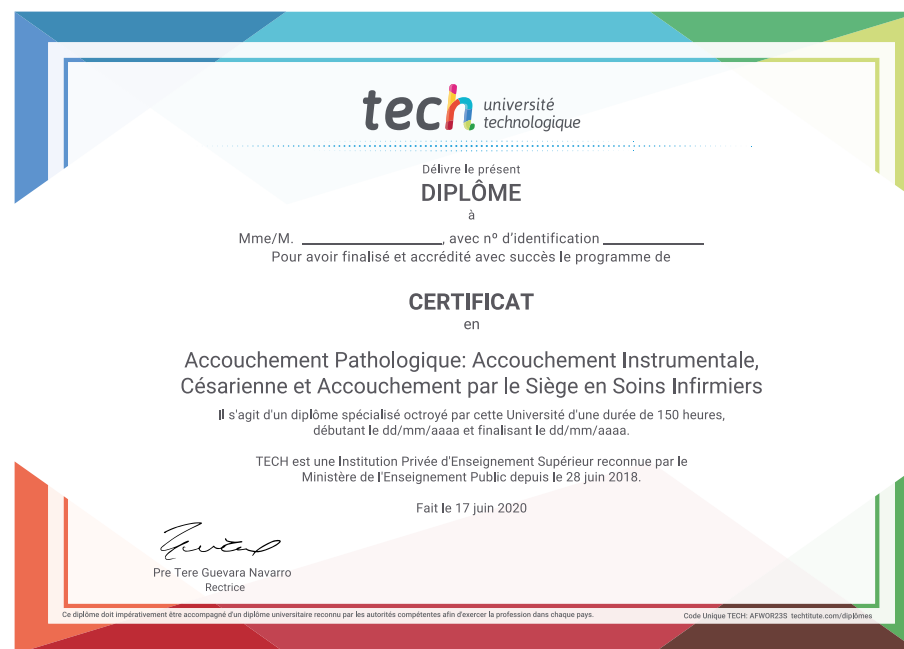 tech université
technologique
Délivre le présent
DIPLÔME
à
Mme/M. ____________, avec nº d'identification ____________
Pour avoir finalisé et accrédité avec succès le programme de
CERTIFICAT
en
Accouchement Pathologique: Accouchement Instrumentale,
Césarienne et Accouchement par le Siège en Soins Infirmiers
Il s'agit d'un diplôme spécialisé octroyé par cette Université d'une durée de 150 heures,
débutant le dd/mm/aaaa et finalisant le dd/mm/aaaa.
TECH est une Institution Privée d'Enseignement Supérieur reconnue par le
Ministère de l'Enseignement Public depuis le 28 juin 2018.
Fait le 17 juin 2020
Pre Tere Guevara Navarro
Rectrice
Ce diplôme doit impérativement être accompagné d'un diplôme universitaire reconnu par les autorités compétentes afin d'exercer la profession dans chaque pays.
Code Unique TECH: AFWOR23S techtitute.com/diplômes